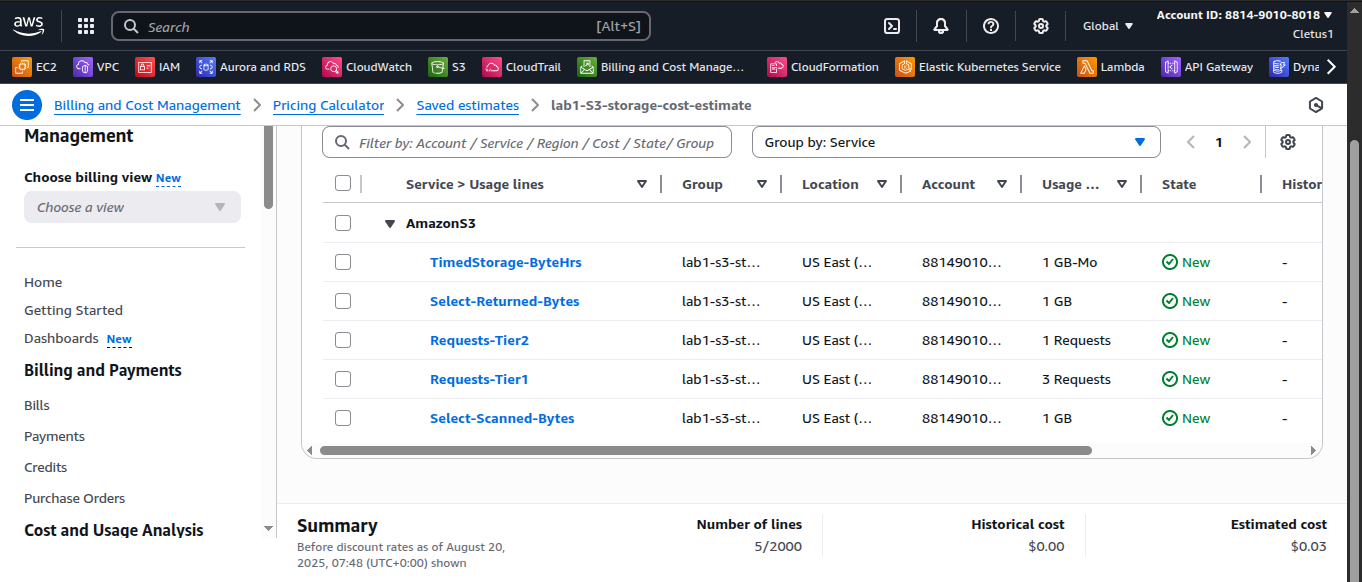 aws Search [Alt+S] Global Account ID: 8814-9010-8018
Cletus1
EC2 VPC IAM Aurora and RDS CloudWatch S3 CloudTrail Billing and Cost Manage... CloudFormation Elastic Kubernetes Service Lambda API Gateway Dyna
Billing and Cost Management > Pricing Calculator > Saved estimates > lab1-S3-storage-cost-estimate
Management
Choose billing view New
Choose a view
Home
Getting Started
Dashboards New
Billing and Payments
Bills
Payments
Credits
Purchase Orders
Cost and Usage Analysis
Filter by: Account / Service / Region / Cost / State/ Group Group by: Service 1
Service > Usage lines Group Location Account Usage ... State Histor
AmazonS3
TimedStorage-ByteHrs lab1-s3-st... US East (... 88149010... 1 GB-Mo New -
Select-Returned-Bytes lab1-s3-st... US East (... 88149010... 1 GB New -
Requests-Tier2 lab1-s3-st... US East (... 88149010... 1 Requests New -
Requests-Tier1 lab1-s3-st... US East (... 88149010... 3 Requests New -
Select-Scanned-Bytes lab1-s3-st... US East (... 88149010... 1 GB New -
Summary
Before discount rates as of August 20,
2025, 07:48 (UTC+0:00) shown
Number of lines
5/2000
Historical cost
$0.00
Estimated cost
$0.03